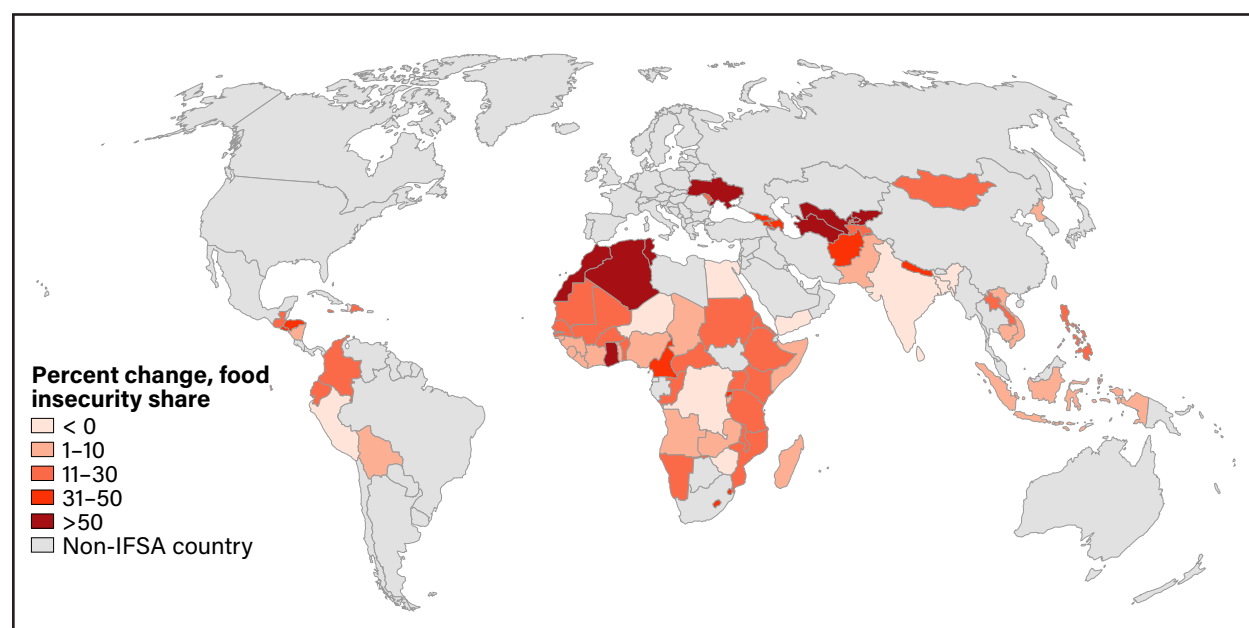 Percent change, food
insecurity share
< 0
1–10
11–30
31–50
>50
Non-IFSA country